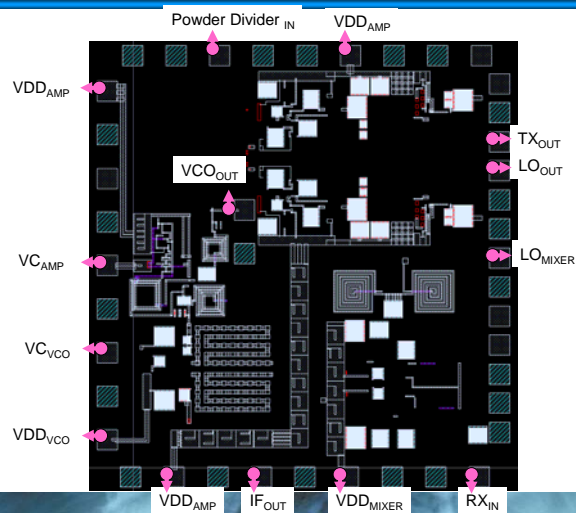 Powder Divider IN
VDDAMP
VDDAMP
TXOUT
LOOUT
VCOOUT
LOMIXER
VCAMP
VCVCO
VDDVCO
VDDAMP
IFOUT
VDDMIXER
RXIN